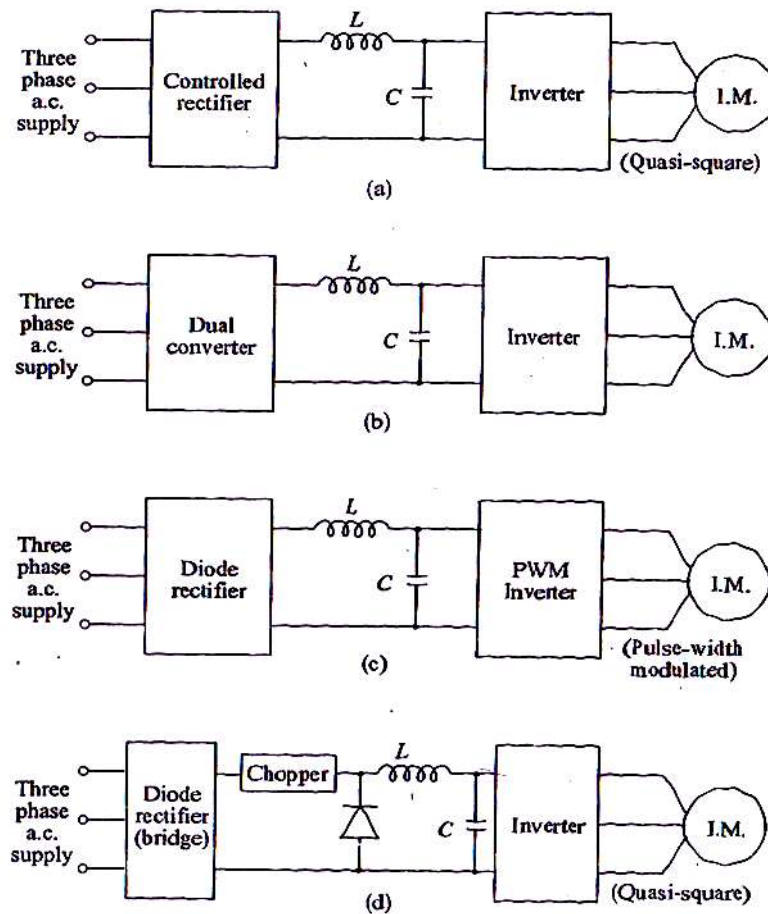 Three
phase
a.c.
supply
Controlled
rectifier
L
C
Inverter
I.M.
(Quasi-square)
(a)
Three
phase
a.c.
supply
Dual
converter
L
C
Inverter
I.M.
(b)
Three
phase
a.c.
supply
Diode
rectifier
L
C
PWM
Inverter
I.M.
(Pulse-width
modulated)
(c)
Three
phase
a.c.
supply
Diode
rectifier
(bridge)
Chopper
L
C
Inverter
I.M.
(Quasi-square)
(d)